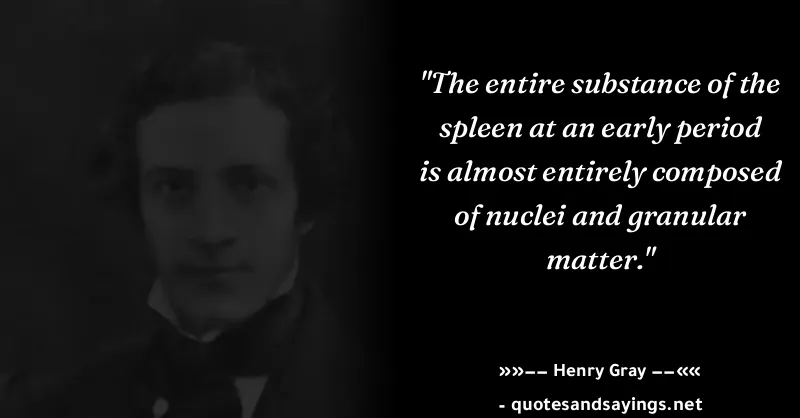 "The entire substance of the
spleen at an early period
is almost entirely composed
of nuclei and granular
matter."
»»−− Henry Gray −−««
- quotesandsayings.net